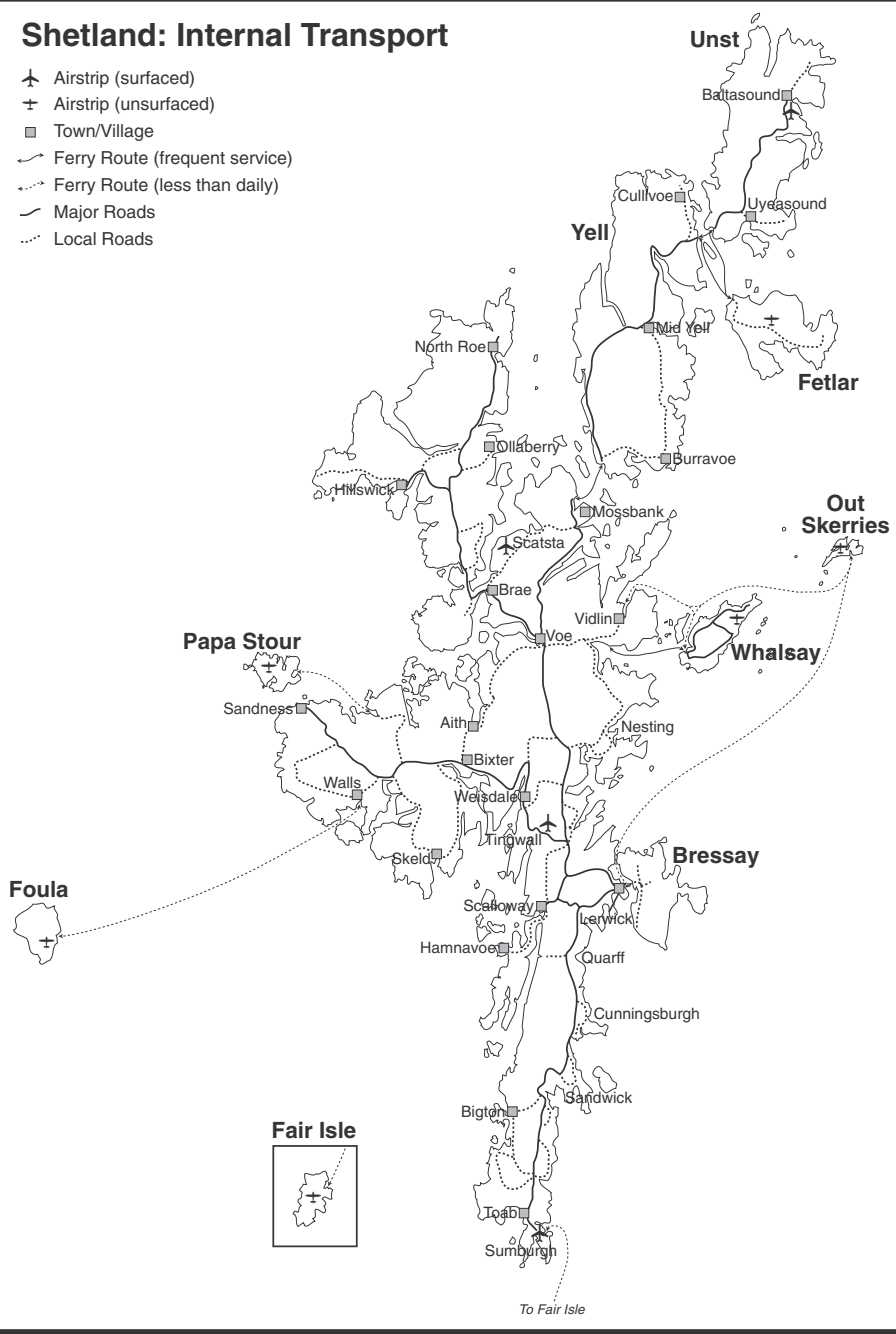 Shetland: Internal Transport
Airstrip (surfaced)
Airstrip (unsurfaced)
Town/Village
Ferry Route (frequent service)
Ferry Route (less than daily)
Major Roads
Local Roads
Unst
Baltasound
Cullivoe
Uyeasound
Yell
Mid Yell
North Roe
Fetlar
Ollaberry
Burravoe
Hillswick
Mossbank
Out
Skerries
Scatsta
Brae
Vidlin
Voe
Papa Stour
Whalsay
Sandness
Aith
Nesting
Bixter
Walls
Weisdale
Tingwall
Skeld
Bressay
Foula
Scalloway
Lerwick
Hamnavoe
Quarff
Cunningsburgh
Sandwick
Bigton
Fair Isle
Toab
Sumburgh
To Fair Isle